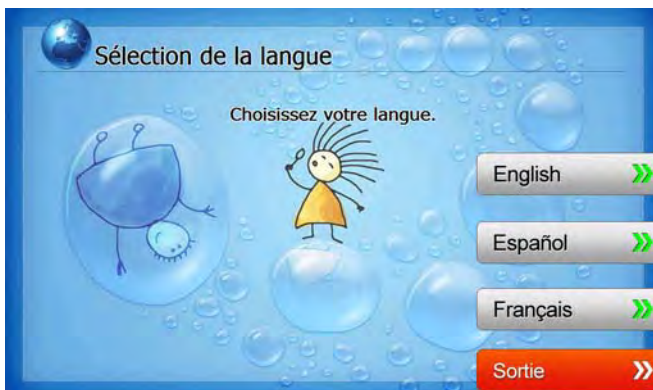 Sélection de la langue
Choisissez votre langue.
English
Español
Français
Sortie